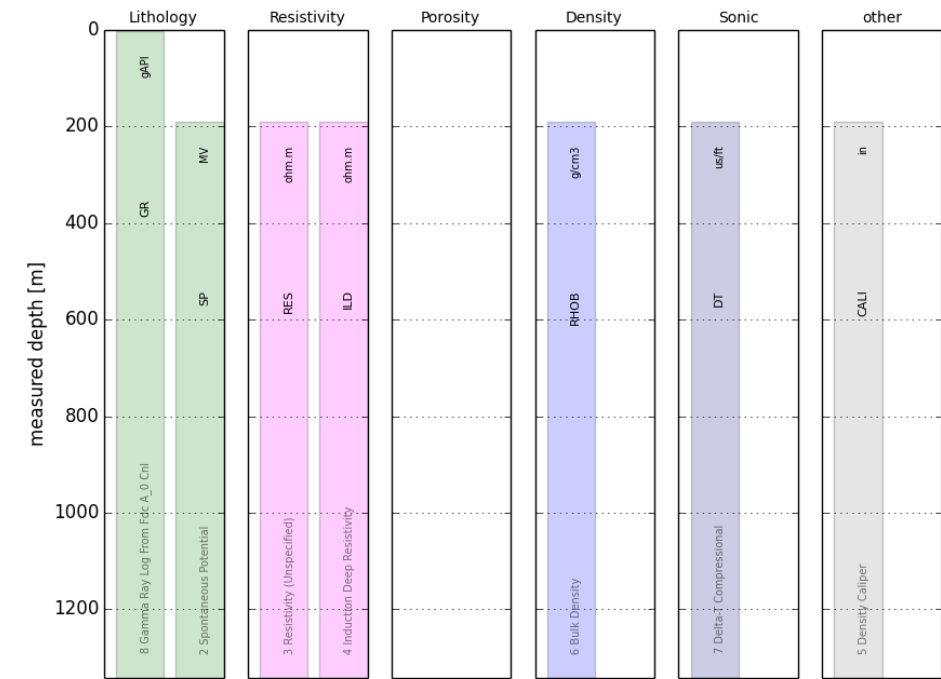 Lithology
Resistivity
Porosity
Density
Sonic
other
measured depth [m]
0
200
400
600
800
1000
1200
gAPI
GR
8 Gamma Ray Log From Fdc A_0 Cnl
MV
SP
2 Spontaneous Potential
ohm.m
RES
3 Resistivity (Unspecified)
ohm.m
ILD
4 Induction Deep Resistivity
g/cm3
RHOB
6 Bulk Density
us/ft
DT
7 Delta-T Compressional
in
CALI
5 Density Caliper